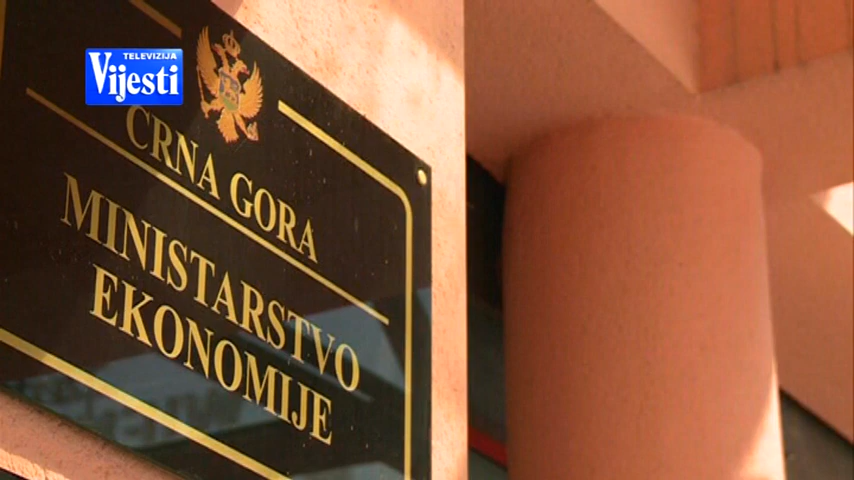 TELEVIZIJA
Vijesti
CRNA GORA
MINISTARSTVO
EKONOMIJE